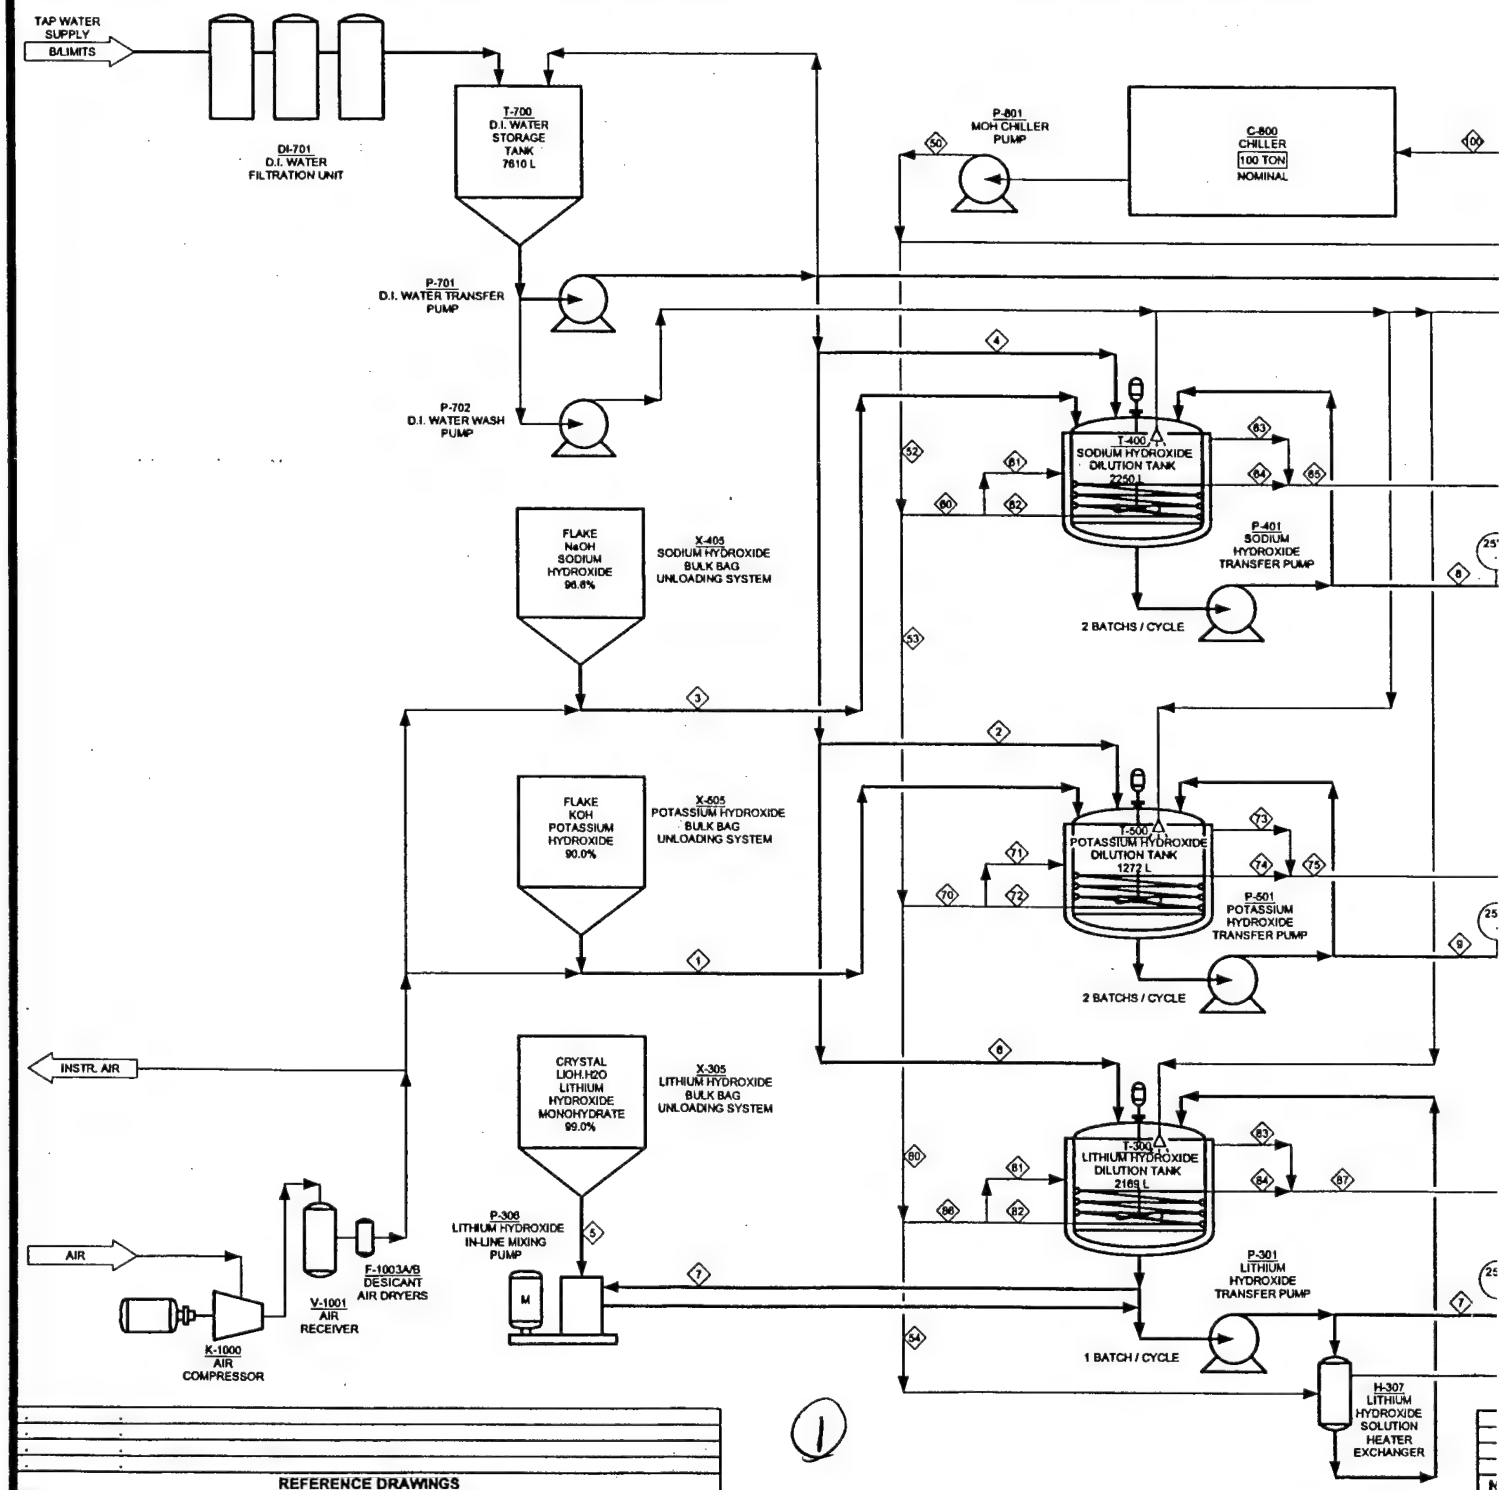 TAP WATER
SUPPLY
B/LIMITS
DI-701
D.I. WATER
FILTRATION UNIT
T-700
D.I. WATER
STORAGE
TANK
7610 L
P-801
MOH CHILLER
PUMP
50
C-800
CHILLER
100 TON
NOMINAL
100
P-701
D.I. WATER TRANSFER
PUMP
P-702
D.I. WATER WASH
PUMP
4
T-400
SODIUM HYDROXIDE
DILUTION TANK
2250 L
52
61
60
62
63
64
65
P-401
SODIUM
HYDROXIDE
TRANSFER PUMP
25
8
2 BATCHS / CYCLE
FLAKE
NaOH
SODIUM
HYDROXIDE
96.6%
X-405
SODIUM HYDROXIDE
BULK BAG
UNLOADING SYSTEM
53
3
2
FLAKE
KOH
POTASSIUM
HYDROXIDE
90.0%
X-505
POTASSIUM HYDROXIDE
BULK BAG
UNLOADING SYSTEM
T-500
POTASSIUM HYDROXIDE
DILUTION TANK
1272 L
71
70
72
73
74
75
P-501
POTASSIUM
HYDROXIDE
TRANSFER PUMP
25
9
1
2 BATCHS / CYCLE
INSTR. AIR
CRYSTAL
LIOH.H2O
LITHIUM
HYDROXIDE
MONOHYDRATE
99.0%
X-305
LITHIUM HYDROXIDE
BULK BAG
UNLOADING SYSTEM
6
T-300
LITHIUM HYDROXIDE
DILUTION TANK
2169 L
80
81
86
82
83
84
87
P-306
LITHIUM HYDROXIDE
IN-LINE MIXING
PUMP
5
M
7
P-301
LITHIUM
HYDROXIDE
TRANSFER PUMP
25
7
1 BATCH / CYCLE
54
H-307
LITHIUM
HYDROXIDE
SOLUTION
HEATER
EXCHANGER
AIR
F-1003A/B
DESICANT
AIR DRYERS
V-1001
AIR
RECEIVER
K-1000
AIR
COMPRESSOR
1
REFERENCE DRAWINGS